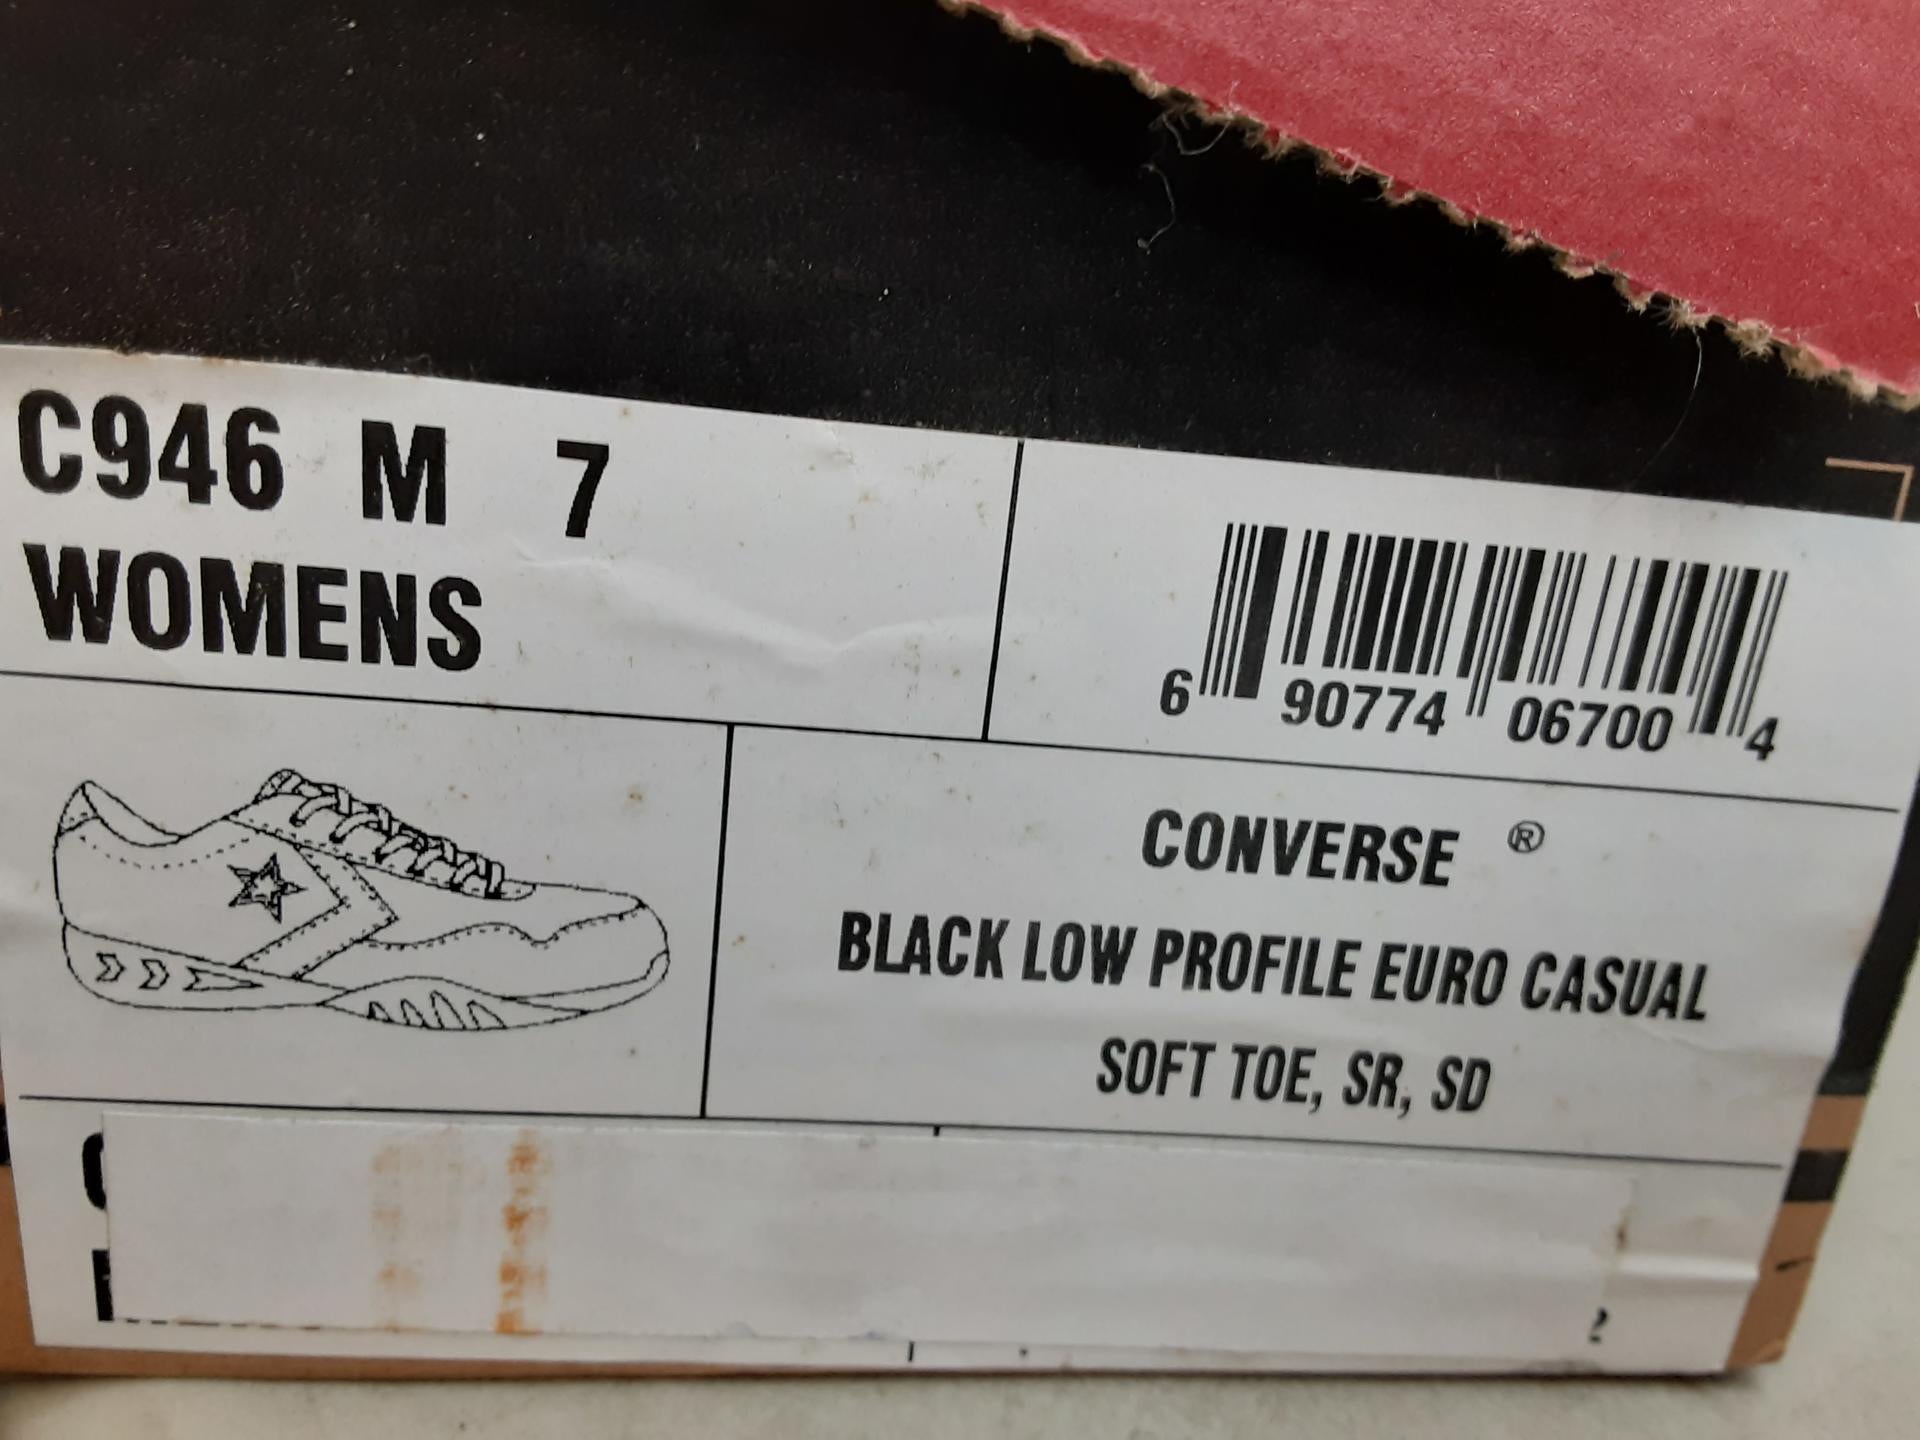 C946 M 7
WOMENS
6 90774 06700 4
CONVERSE ®
BLACK LOW PROFILE EURO CASUAL
SOFT TOE, SR, SD